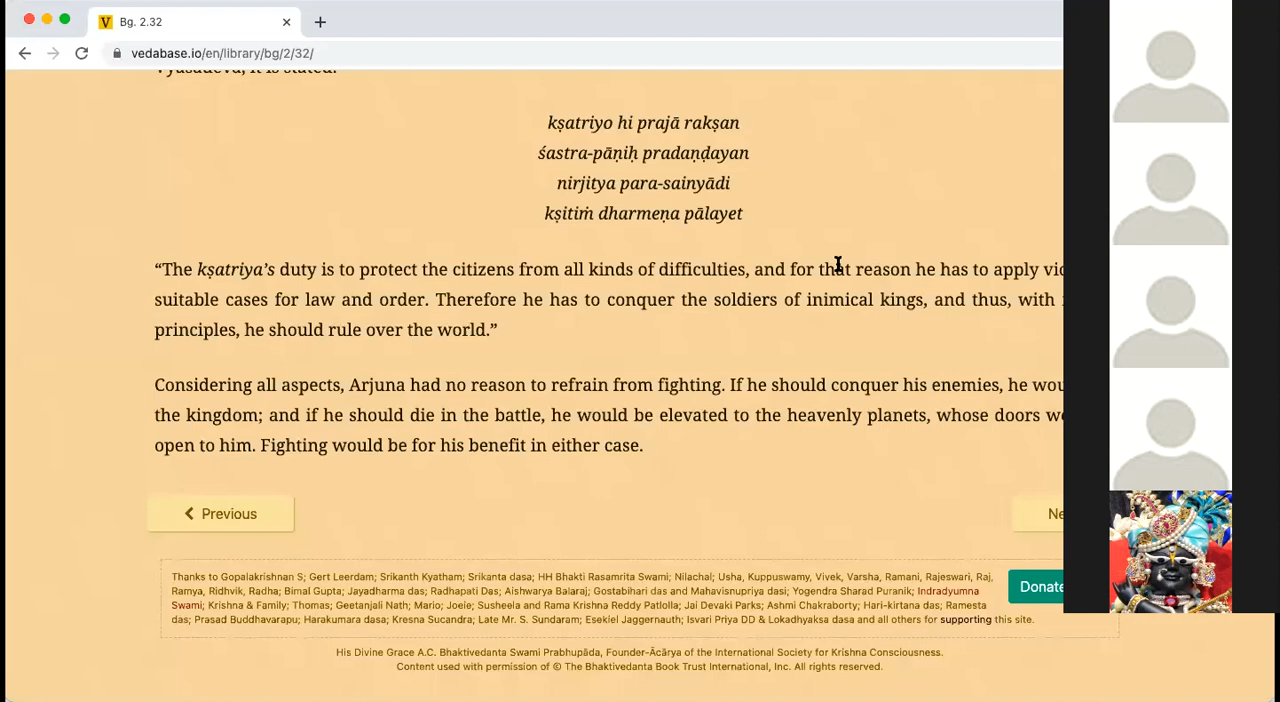 Bg. 2.32
vedabase.io/en/library/bg/2/32/
Vyāsadeva, it is stated:
kṣatriyo hi prajā rakṣan
śastra-pāṇiḥ pradaṇḍayan
nirjitya para-sainyādi
kṣitiṁ dharmeṇa pālayet
“The kṣatriya’s duty is to protect the citizens from all kinds of difficulties, and for that reason he has to apply
suitable cases for law and order. Therefore he has to conquer the soldiers of inimical kings, and thus, with
principles, he should rule over the world.”
Considering all aspects, Arjuna had no reason to refrain from fighting. If he should conquer his enemies, he
the kingdom; and if he should die in the battle, he would be elevated to the heavenly planets, whose doors
open to him. Fighting would be for his benefit in either case.
Previous
Thanks to Gopalakrishnan S; Gert Leerdam; Srikanth Kyatham; Srikanta dasa; HH Bhakti Rasamrita Swami; Nilachal; Usha, Kuppuswamy, Vivek, Varsha, Ramani, Rajeswari, Raj,
Ramya, Ridhvik, Radha; Bimal Gupta; Jayadharma das; Radhapati Das; Aishwarya Balaraj; Gostabihari das and Mahavisnupriya dasi; Yogendra Sharad Puranik; Indradyumna
Swami; Krishna & Family; Thomas; Geetanjali Nath; Mario; Joeie; Susheela and Rama Krishna Reddy Patlolla; Jai Devaki Parks; Ashmi Chakraborty; Hari-kirtana das; Ramesta
das; Prasad Buddhavarapu; Harakumara dasa; Kresna Sucandra; Late Mr. S. Sundaram; Esekiel Jaggernauth; Isvari Priya DD & Lokadhyaksa dasa and all others for supporting this site.
Donate
His Divine Grace A.C. Bhaktivedanta Swami Prabhupāda, Founder-Ācārya of the International Society for Krishna Consciousness.
Content used with permission of © The Bhaktivedanta Book Trust International, Inc. All rights reserved.